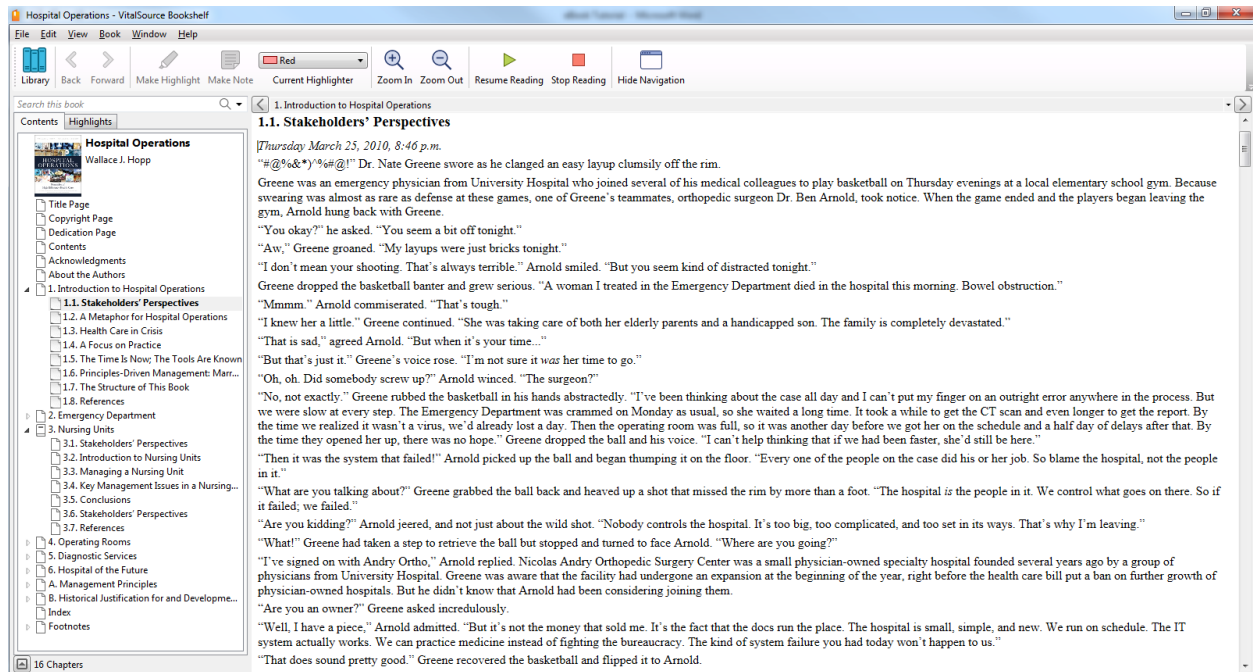 Hospital Operations - VitalSource Bookshelf
eBook Tutorial - Microsoft Word
File Edit View Book Window Help
Red
Library Back Forward Make Highlight Make Note Current Highlighter Zoom In Zoom Out Resume Reading Stop Reading Hide Navigation
Search this book
Contents Highlights
HOSPITAL
OPERATIONS
Hospital Operations
Wallace J. Hopp
Title Page
Copyright Page
Dedication Page
Contents
Acknowledgments
About the Authors
1. Introduction to Hospital Operations
1.1. Stakeholders' Perspectives
1.2. A Metaphor for Hospital Operations
1.3. Health Care in Crisis
1.4. A Focus on Practice
1.5. The Time Is Now; The Tools Are Known
1.6. Principles-Driven Management: Marr...
1.7. The Structure of This Book
1.8. References
2. Emergency Department
3. Nursing Units
3.1. Stakeholders' Perspectives
3.2. Introduction to Nursing Units
3.3. Managing a Nursing Unit
3.4. Key Management Issues in a Nursing...
3.5. Conclusions
3.6. Stakeholders' Perspectives
3.7. References
4. Operating Rooms
5. Diagnostic Services
6. Hospital of the Future
A. Management Principles
B. Historical Justification for and Developme...
Index
Footnotes
16 Chapters
1. Introduction to Hospital Operations
1.1. Stakeholders' Perspectives
Thursday March 25, 2010, 8:46 p.m.
"#@%&*)^%#@!" Dr. Nate Greene swore as he clanged an easy layup clumsily off the rim.
Greene was an emergency physician from University Hospital who joined several of his medical colleagues to play basketball on Thursday evenings at a local elementary school gym. Because
swearing was almost as rare as defense at these games, one of Greene's teammates, orthopedic surgeon Dr. Ben Arnold, took notice. When the game ended and the players began leaving the
gym, Arnold hung back with Greene.
"You okay?" he asked. "You seem a bit off tonight."
"Aw," Greene groaned. "My layups were just bricks tonight."
"I don't mean your shooting. That's always terrible." Arnold smiled. "But you seem kind of distracted tonight."
Greene dropped the basketball banter and grew serious. "A woman I treated in the Emergency Department died in the hospital this morning. Bowel obstruction."
"Mmmm." Arnold commiserated. "That's tough."
"I knew her a little." Greene continued. "She was taking care of both her elderly parents and a handicapped son. The family is completely devastated."
"That is sad," agreed Arnold. "But when it's your time..."
"But that's just it." Greene's voice rose. "I'm not sure it was her time to go."
"Oh, oh. Did somebody screw up?" Arnold winced. "The surgeon?"
"No, not exactly." Greene rubbed the basketball in his hands abstractedly. "I've been thinking about the case all day and I can't put my finger on an outright error anywhere in the process. But
we were slow at every step. The Emergency Department was crammed on Monday as usual, so she waited a long time. It took a while to get the CT scan and even longer to get the report. By
the time we realized it wasn't a virus, we'd already lost a day. Then the operating room was full, so it was another day before we got her on the schedule and a half day of delays after that. By
the time they opened her up, there was no hope." Greene dropped the ball and his voice. "I can't help thinking that if we had been faster, she'd still be here."
"Then it was the system that failed!" Arnold picked up the ball and began thumping it on the floor. "Every one of the people on the case did his or her job. So blame the hospital, not the people
in it."
"What are you talking about?" Greene grabbed the ball back and heaved up a shot that missed the rim by more than a foot. "The hospital is the people in it. We control what goes on there. So if
it failed; we failed."
"Are you kidding?" Arnold jeered, and not just about the wild shot. "Nobody controls the hospital. It's too big, too complicated, and too set in its ways. That's why I'm leaving."
"What!" Greene had taken a step to retrieve the ball but stopped and turned to face Arnold. "Where are you going?"
"I've signed on with Andry Ortho," Arnold replied. Nicolas Andry Orthopedic Surgery Center was a small physician-owned specialty hospital founded several years ago by a group of
physicians from University Hospital. Greene was aware that the facility had undergone an expansion at the beginning of the year, right before the health care bill put a ban on further growth of
physician-owned hospitals. But he didn't know that Arnold had been considering joining them.
"Are you an owner?" Greene asked incredulously.
"Well, I have a piece," Arnold admitted. "But it's not the money that sold me. It's the fact that the docs run the place. The hospital is small, simple, and new. We run on schedule. The IT
system actually works. We can practice medicine instead of fighting the bureaucracy. The kind of system failure you had today won't happen to us."
"That does sound pretty good." Greene recovered the basketball and flipped it to Arnold.